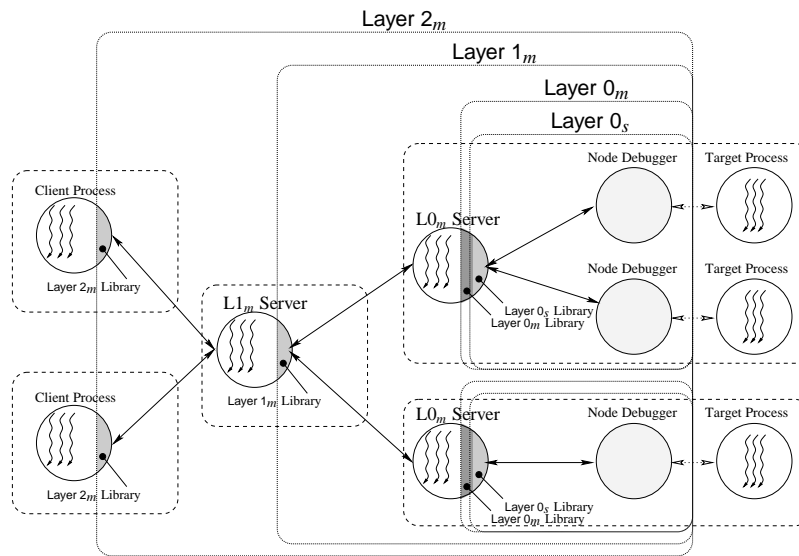 Layer 2m
Layer 1m
Layer 0m
Layer 0s
Node Debugger Target Process
Client Process
L0m Server
Layer 2m Library
Node Debugger Target Process
L1m Server
Layer 0s Library
Layer 0m Library
Client Process
Layer 1m Library
L0m Server
Node Debugger Target Process
Layer 2m Library
Layer 0s Library
Layer 0m Library